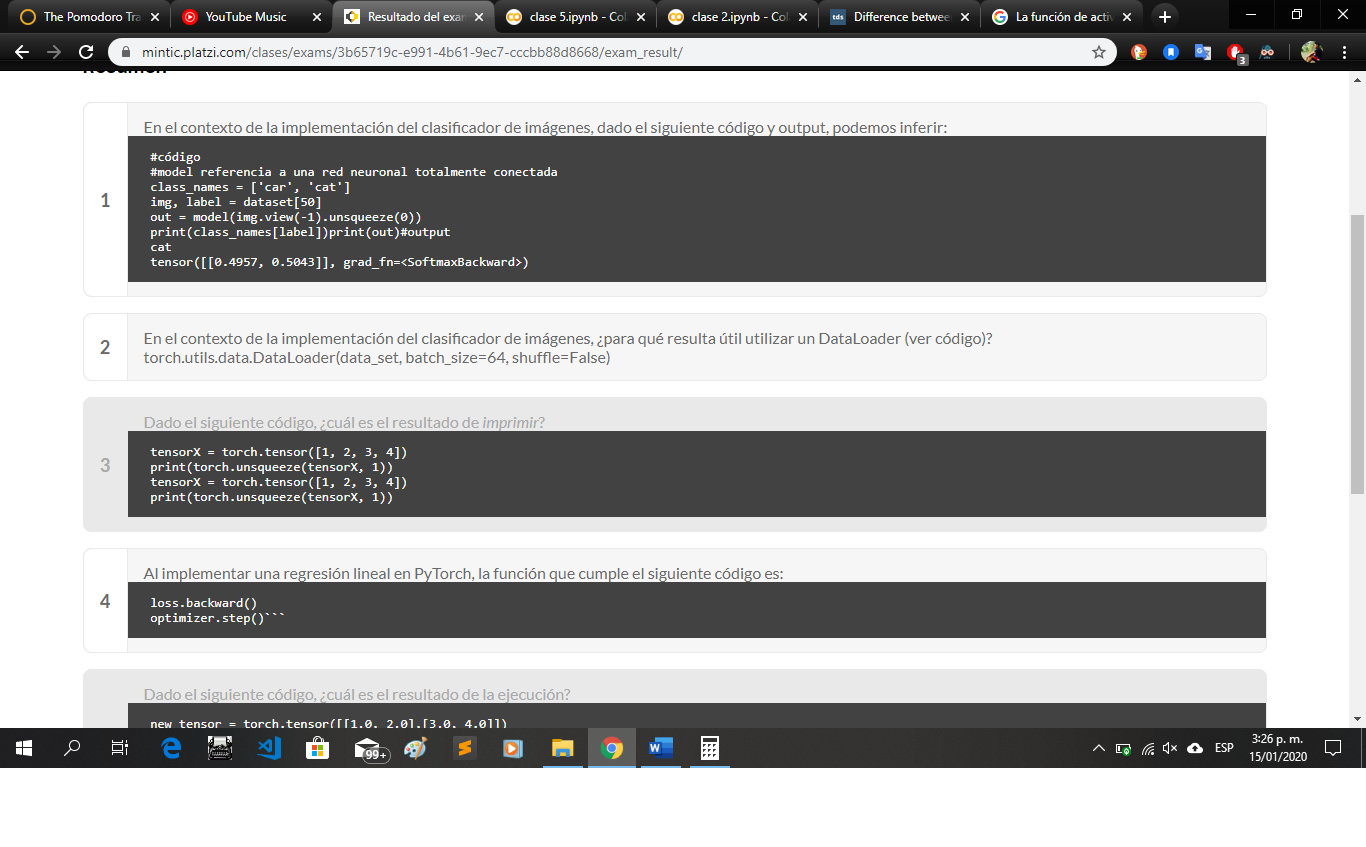 The Pomodoro Tra
YouTube Music
Resultado del exam
clase 5.ipynb - Col
clase 2.ipynb - Col
tds
Difference betwee
La función de activ
mintic.platzi.com/clases/exams/3b65719c-e991-4b61-9ec7-cccbb88d8668/exam_result/
3
Resumen
1
En el contexto de la implementación del clasificador de imágenes, dado el siguiente código y output, podemos inferir:
#código
#model referencia a una red neuronal totalmente conectada
class_names = ['car', 'cat']
img, label = dataset[50]
out = model(img.view(-1).unsqueeze(0))
print(class_names[label])print(out)#output
cat
tensor([[0.4957, 0.5043]], grad_fn=<SoftmaxBackward>)
2
En el contexto de la implementación del clasificador de imágenes, ¿para qué resulta útil utilizar un DataLoader (ver código)?
torch.utils.data.DataLoader(data_set, batch_size=64, shuffle=False)
3
Dado el siguiente código, ¿cuál es el resultado de imprimir?
tensorX = torch.tensor([1, 2, 3, 4])
print(torch.unsqueeze(tensorX, 1))
tensorX = torch.tensor([1, 2, 3, 4])
print(torch.unsqueeze(tensorX, 1))
4
Al implementar una regresión lineal en PyTorch, la función que cumple el siguiente código es:
loss.backward()
optimizer.step()```
Dado el siguiente código, ¿cuál es el resultado de la ejecución?
new_tensor = torch.tensor([[1.0, 2.0],[3.0, 4.0]])
99+
ESP
3:26 p. m.
15/01/2020